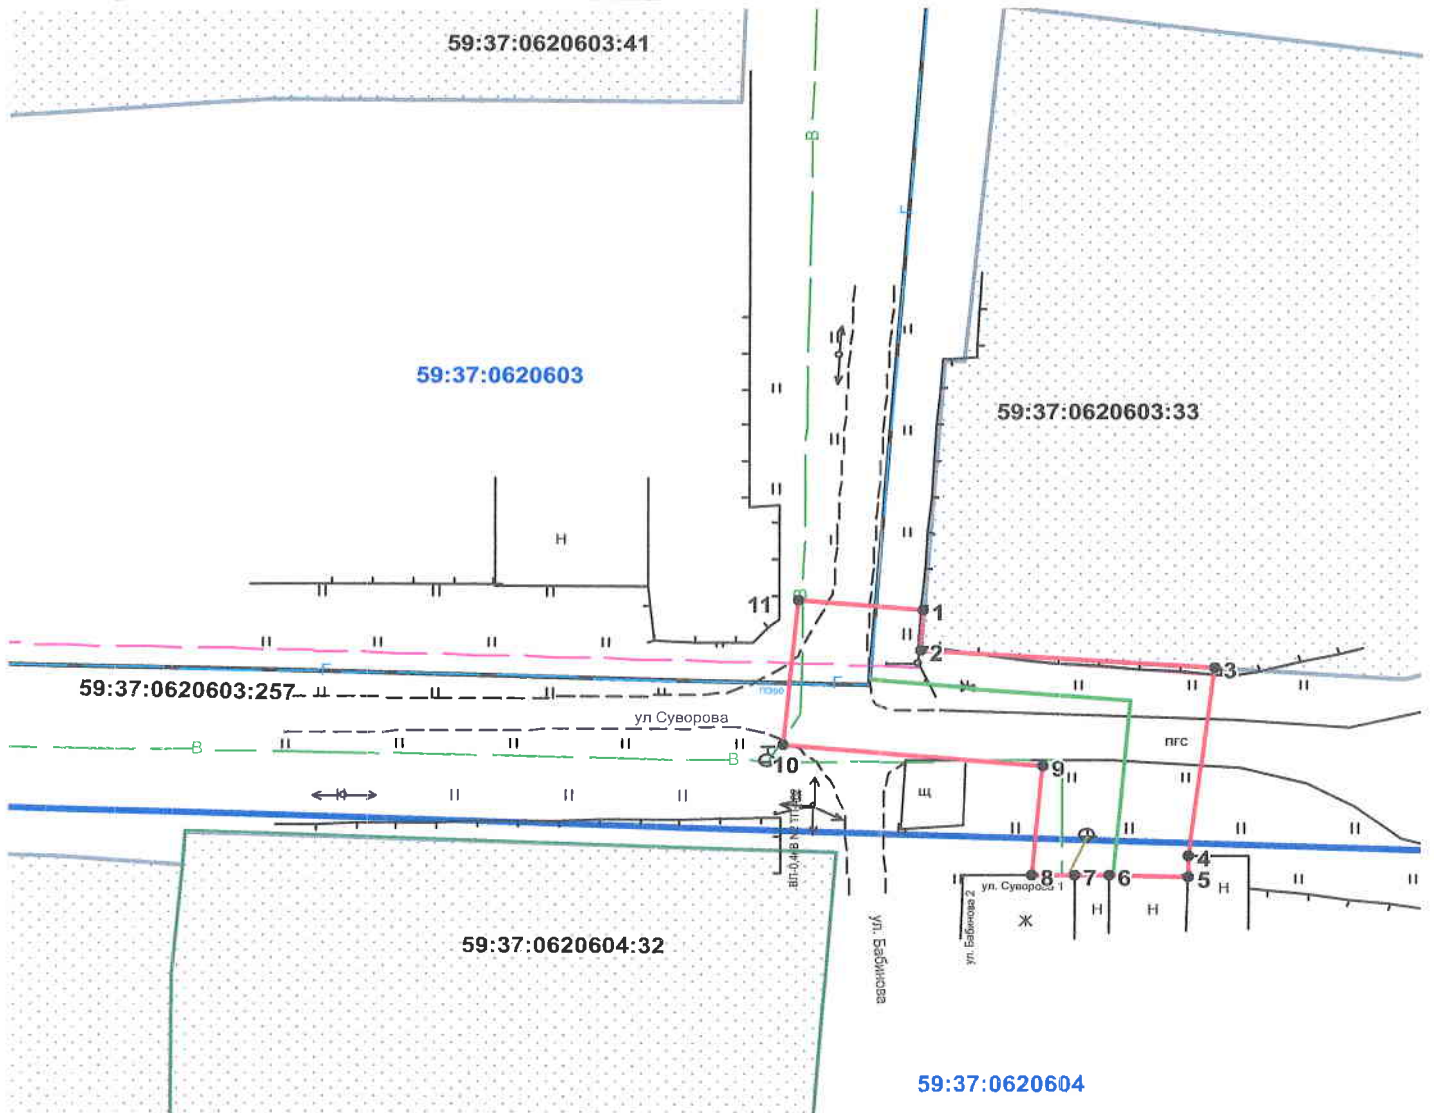 59:37:0620603:41
В
Г
59:37:0620603
59:37:0620603:33
Н
11
В
1
2
3
Г
59:37:0620603:257
Г
ул Суворова
пгс
В
В
10
9
Щ
4
8
7
6
5
ул. Суворова 1
Н
Н
Н
Ж
ул. Бабинова 2
ул. Бабинова
59:37:0620604:32
59:37:0620604